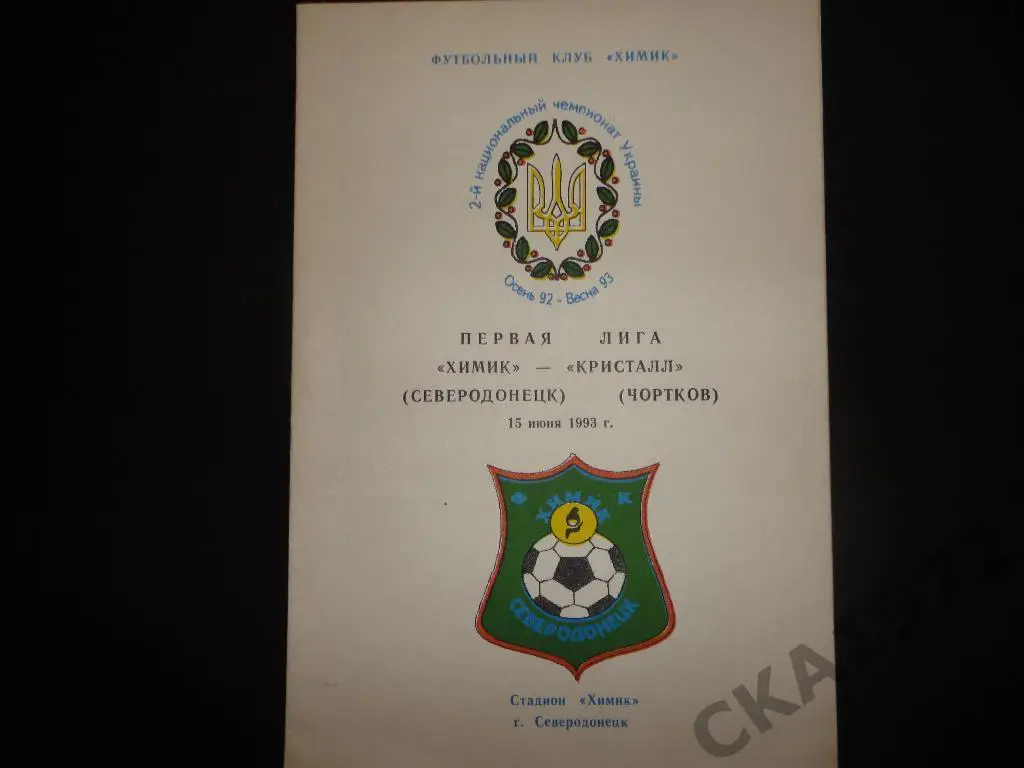 ФУТБОЛЬНЫЙ КЛУБ «ХИМИК»
2-й национальный чемпионат Украины
Осень 92 - Весна 93
ПЕРВАЯ ЛИГА
«ХИМИК» — «КРИСТАЛЛ»
(СЕВЕРОДОНЕЦК) (ЧОРТКОВ)
15 июня 1993 г.
Ф К
ХИМИК
СЕВЕРОДОНЕЦК
Стадион «Химик»
г. Северодонецк